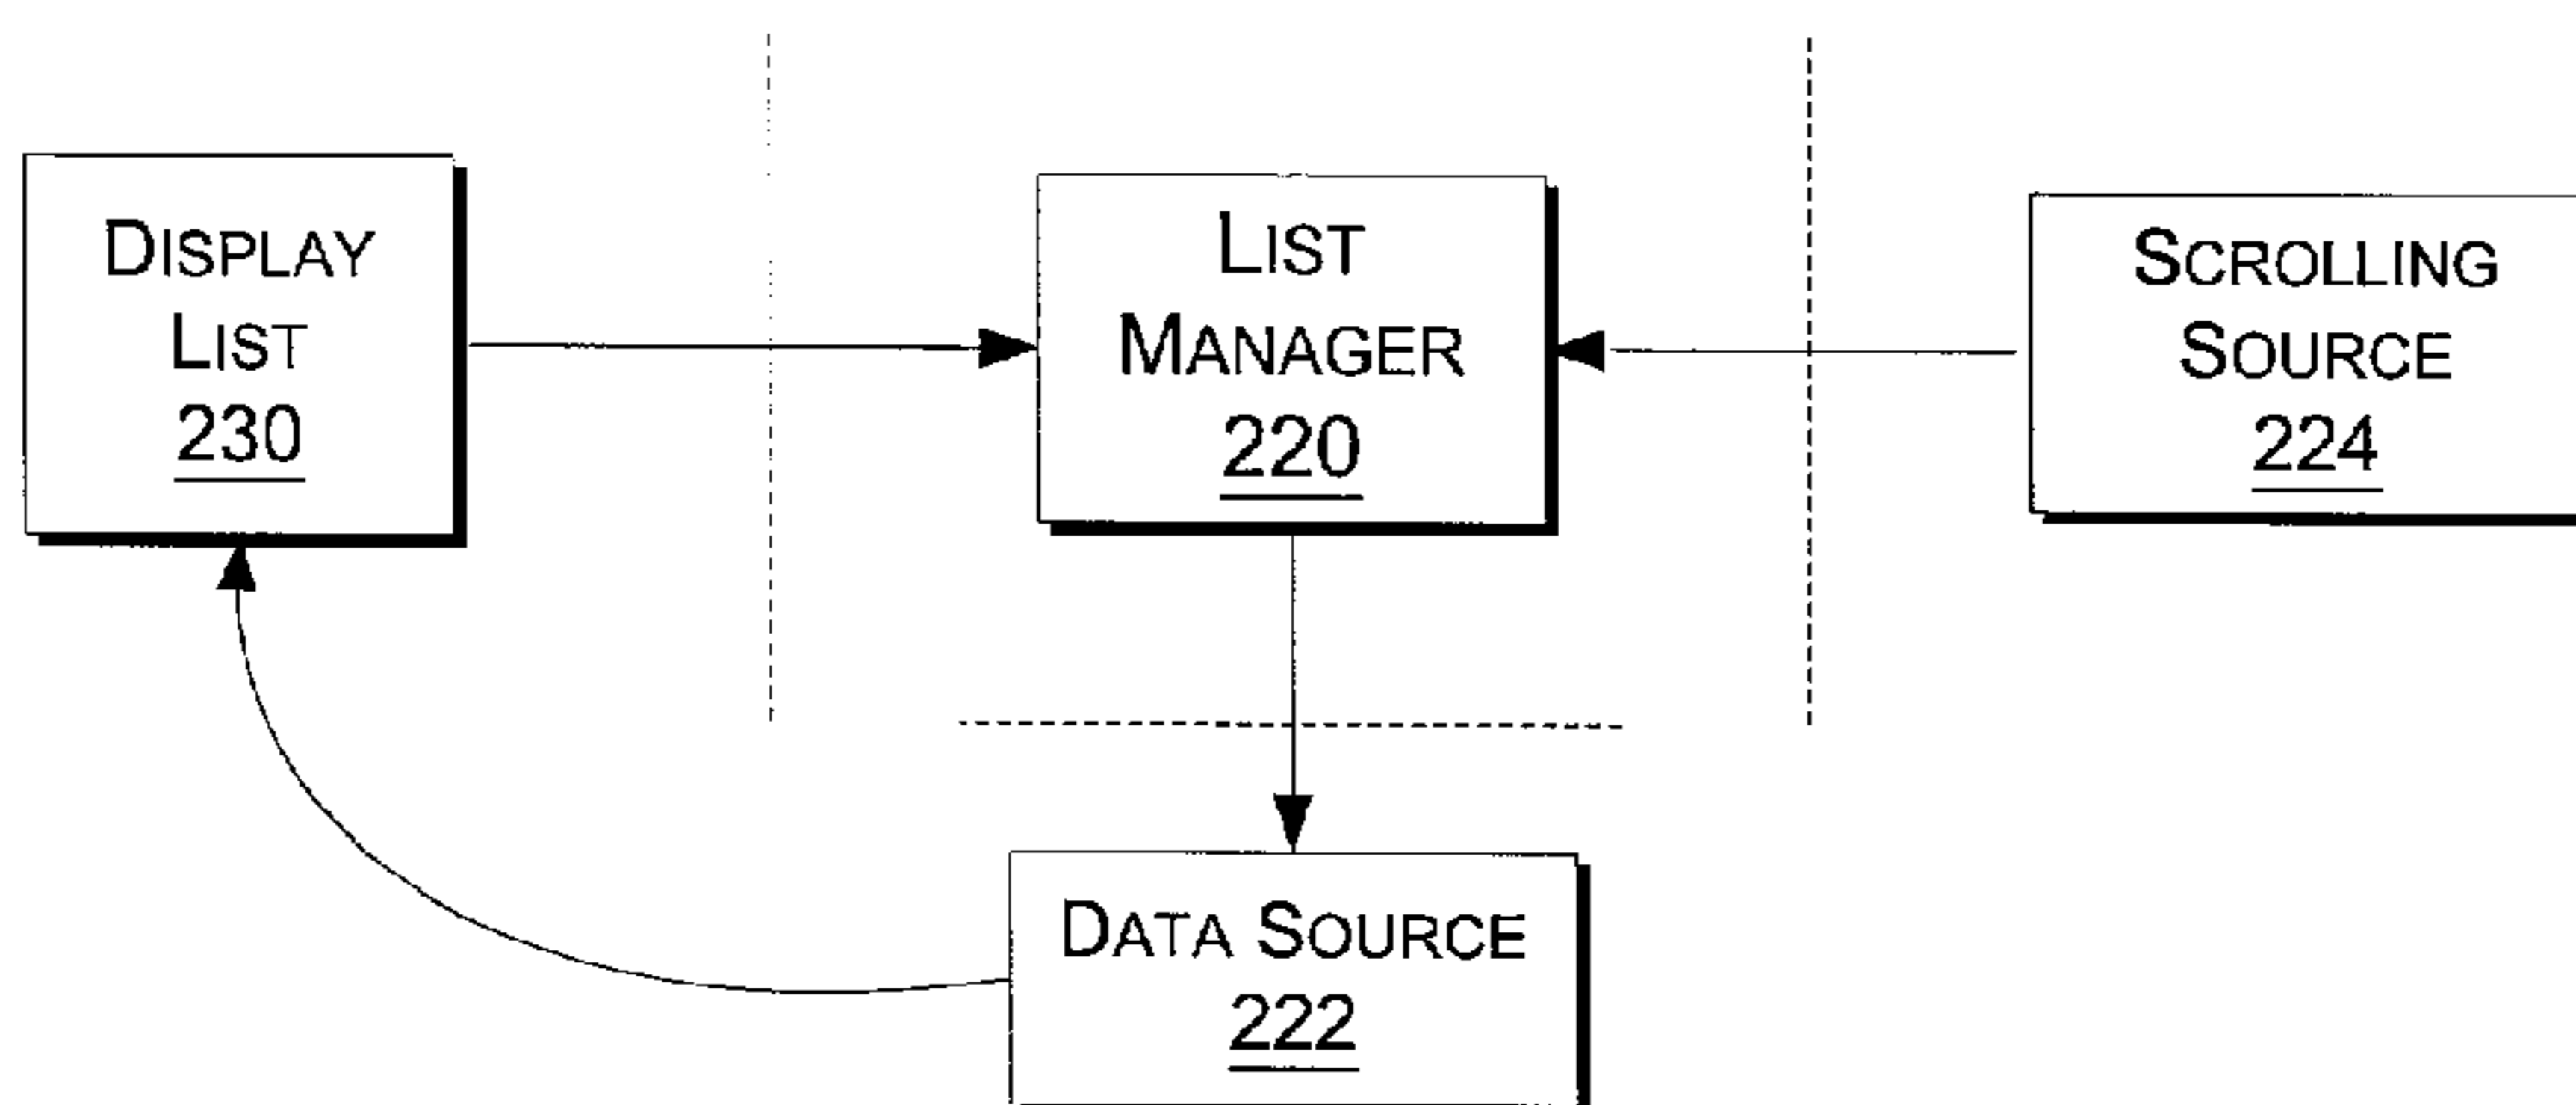 DISPLAY
LIST
230
LIST
MANAGER
220
SCROLLING
SOURCE
224
DATA SOURCE
222